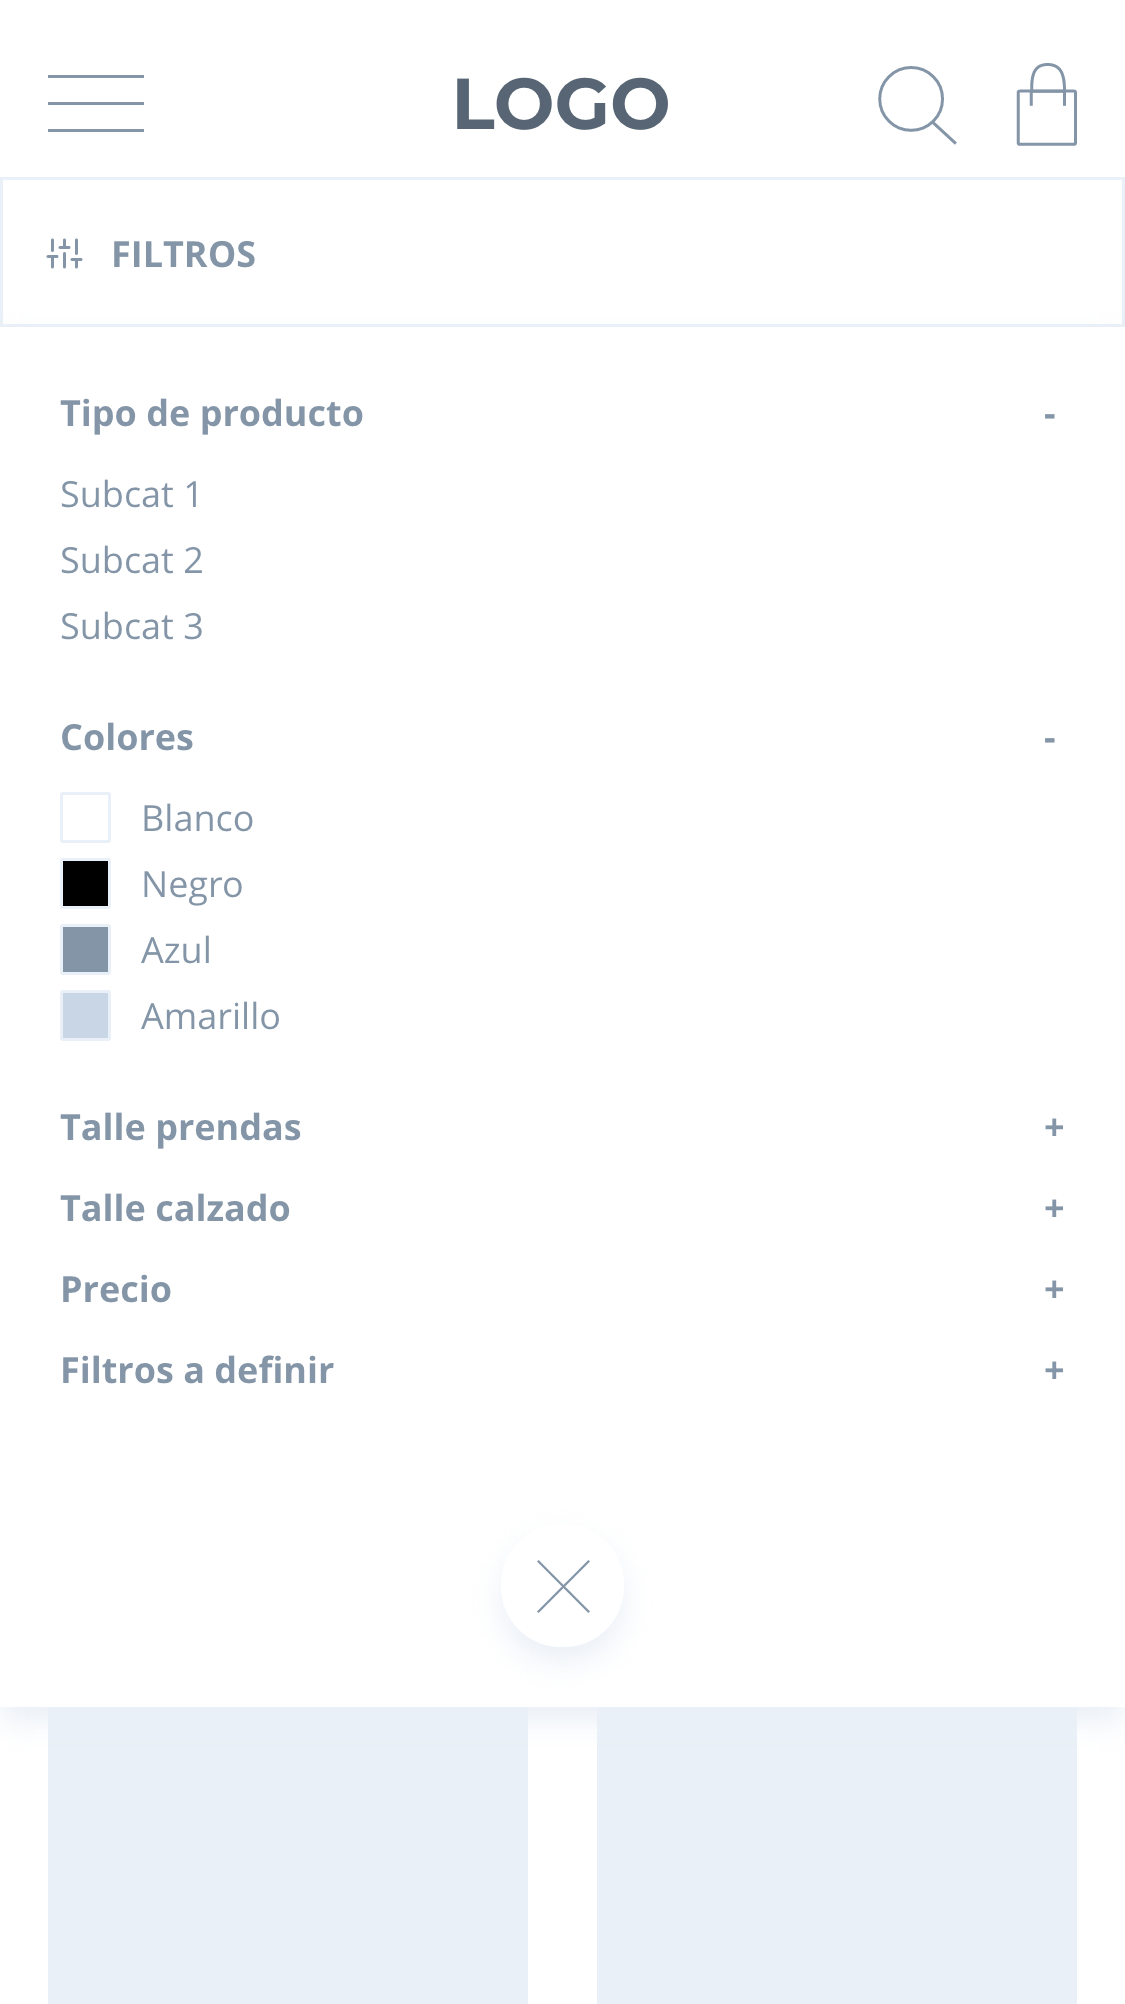 LOGO
FILTROS
Tipo de producto -
Subcat 1
Subcat 2
Subcat 3
Colores -
Blanco
Negro
Azul
Amarillo
Talle prendas +
Talle calzado +
Precio +
Filtros a definir +